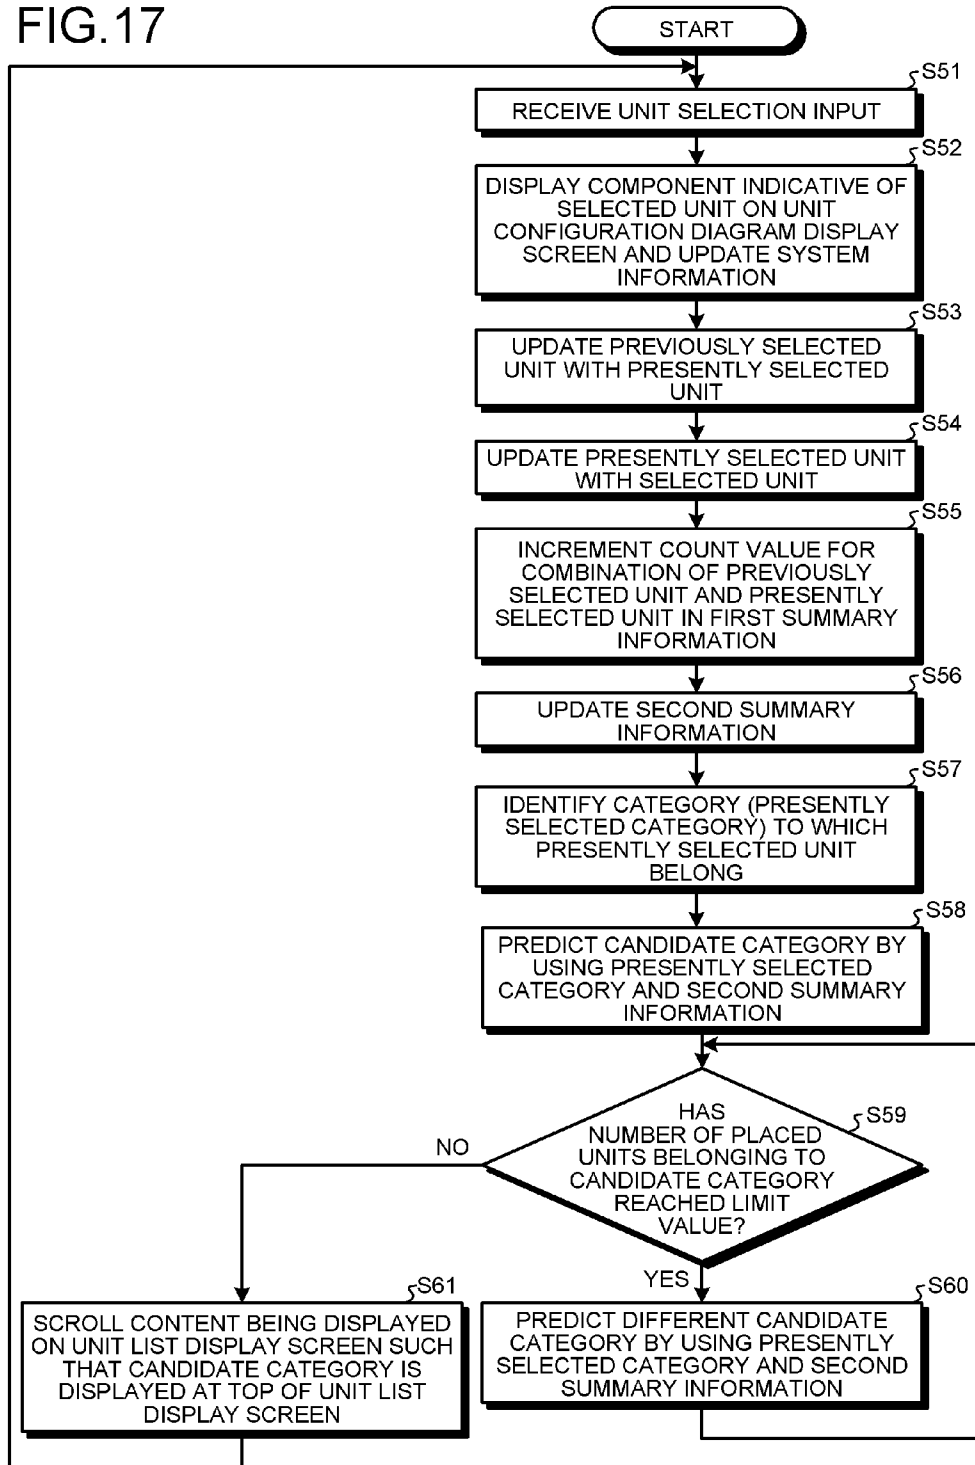 FIG.17
START
S51
RECEIVE UNIT SELECTION INPUT
S52
DISPLAY COMPONENT INDICATIVE OF
SELECTED UNIT ON UNIT
CONFIGURATION DIAGRAM DISPLAY
SCREEN AND UPDATE SYSTEM
INFORMATION
S53
UPDATE PREVIOUSLY SELECTED
UNIT WITH PRESENTLY SELECTED
UNIT
S54
UPDATE PRESENTLY SELECTED UNIT
WITH SELECTED UNIT
S55
INCREMENT COUNT VALUE FOR
COMBINATION OF PREVIOUSLY
SELECTED UNIT AND PRESENTLY
SELECTED UNIT IN FIRST SUMMARY
INFORMATION
S56
UPDATE SECOND SUMMARY
INFORMATION
S57
IDENTIFY CATEGORY (PRESENTLY
SELECTED CATEGORY) TO WHICH
PRESENTLY SELECTED UNIT
BELONG
S58
PREDICT CANDIDATE CATEGORY BY
USING PRESENTLY SELECTED
CATEGORY AND SECOND SUMMARY
INFORMATION
S59
HAS
NUMBER OF PLACED
UNITS BELONGING TO
CANDIDATE CATEGORY
REACHED LIMIT
VALUE?
NO
YES
S61
SCROLL CONTENT BEING DISPLAYED
ON UNIT LIST DISPLAY SCREEN SUCH
THAT CANDIDATE CATEGORY IS
DISPLAYED AT TOP OF UNIT LIST
DISPLAY SCREEN
S60
PREDICT DIFFERENT CANDIDATE
CATEGORY BY USING PRESENTLY
SELECTED CATEGORY AND SECOND
SUMMARY INFORMATION